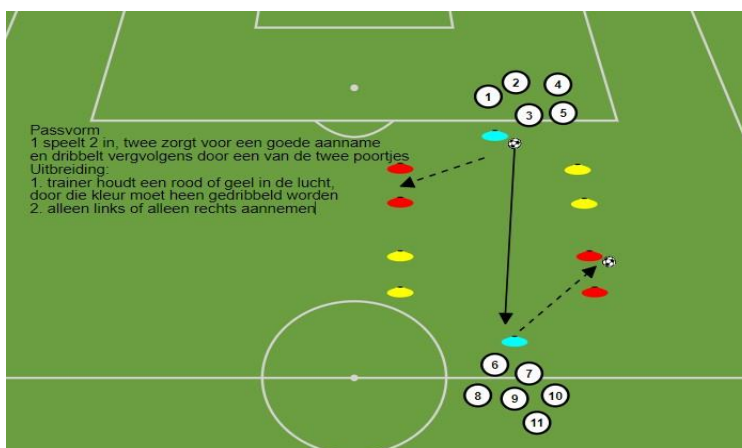 Passvorm
1 speelt 2 in, twee zorgt voor een goede aanname
en dribbelt vergvolgens door een van de twee poortjes
Uitbreiding:
1. trainer houdt een rood of geel in de lucht,
door die kleur moet heen gedribbeld worden
2. alleen links of alleen rechts aannemen
2
4
1
3
5
6
7
8
9
10
11